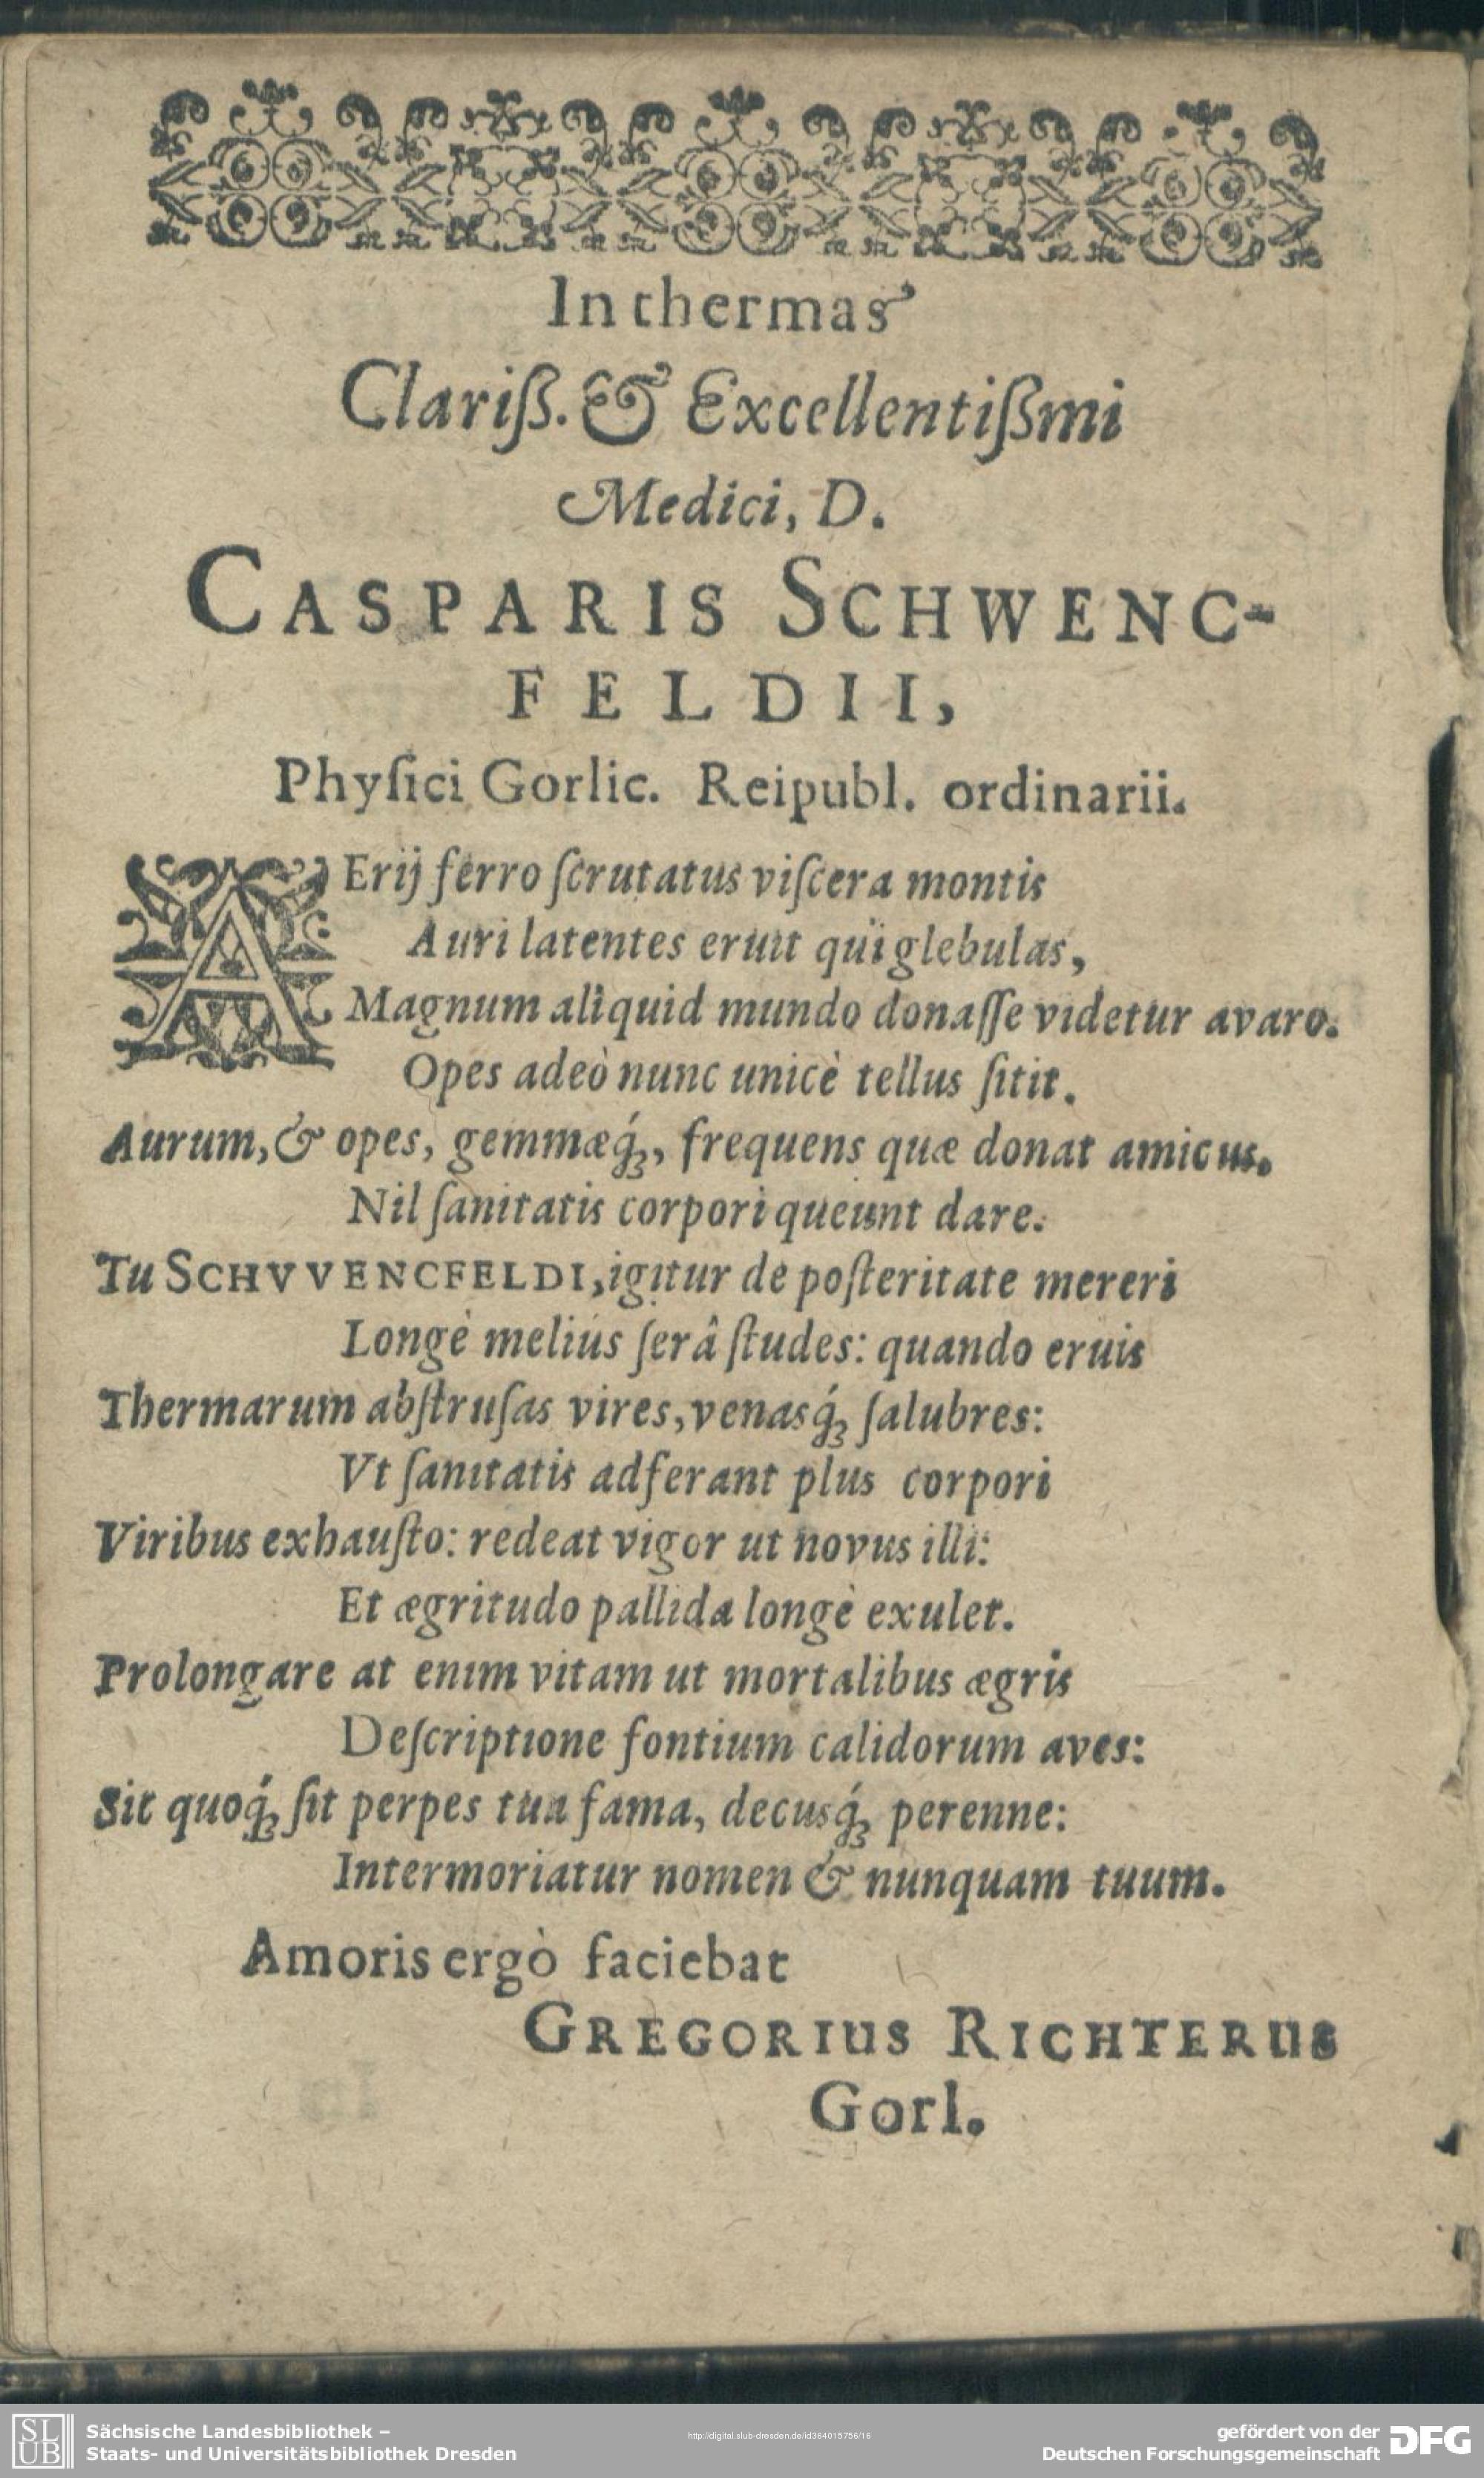 In thermas
Clariß. & Excellentißmi
Medici, D.
CASPARIS SCHWENC-
FELDII,
Phyſici Gorlic. Reipubl. ordinarii.
AErij ferro ſcrutatus viſcera montis
Auri latentes eruit qui glebulas,
Magnum aliquid mundo donaſſe videtur avaro.
Opes adeò nunc unicè tellus ſitit.
Aurum, & opes, gemmæq́ꝫ, frequens quæ donat amicus.
Nil ſanitatis corpori queunt dare.
Tu SCHVVENCFELDI, igitur de poſteritate mereri
Longè meliùs ſerâ ſtudes: quando eruis
Thermarum abſtruſas vires, venasq́ꝫ ſalubres:
Vt ſanitatis adferant plus corpori
Viribus exhauſto: redeat vigor ut novus illi:
Et ægritudo pallida longè exulet.
Prolongare at enim vitam ut mortalibus ægris
Deſcriptione fontium calidorum aves:
Sic quoq́ꝫ ſit perpes tua fama, decusq́ꝫ perenne:
Intermoriatur nomen & nunquam tuum.
Amoris ergò faciebat
GREGORIUS RICHTERUS
Gorl.
SLUB
Sächsische Landesbibliothek –
Staats- und Universitätsbibliothek Dresden
http://digital.slub-dresden.de/id364015756/16
gefördert von der
Deutschen Forschungsgemeinschaft
DFG